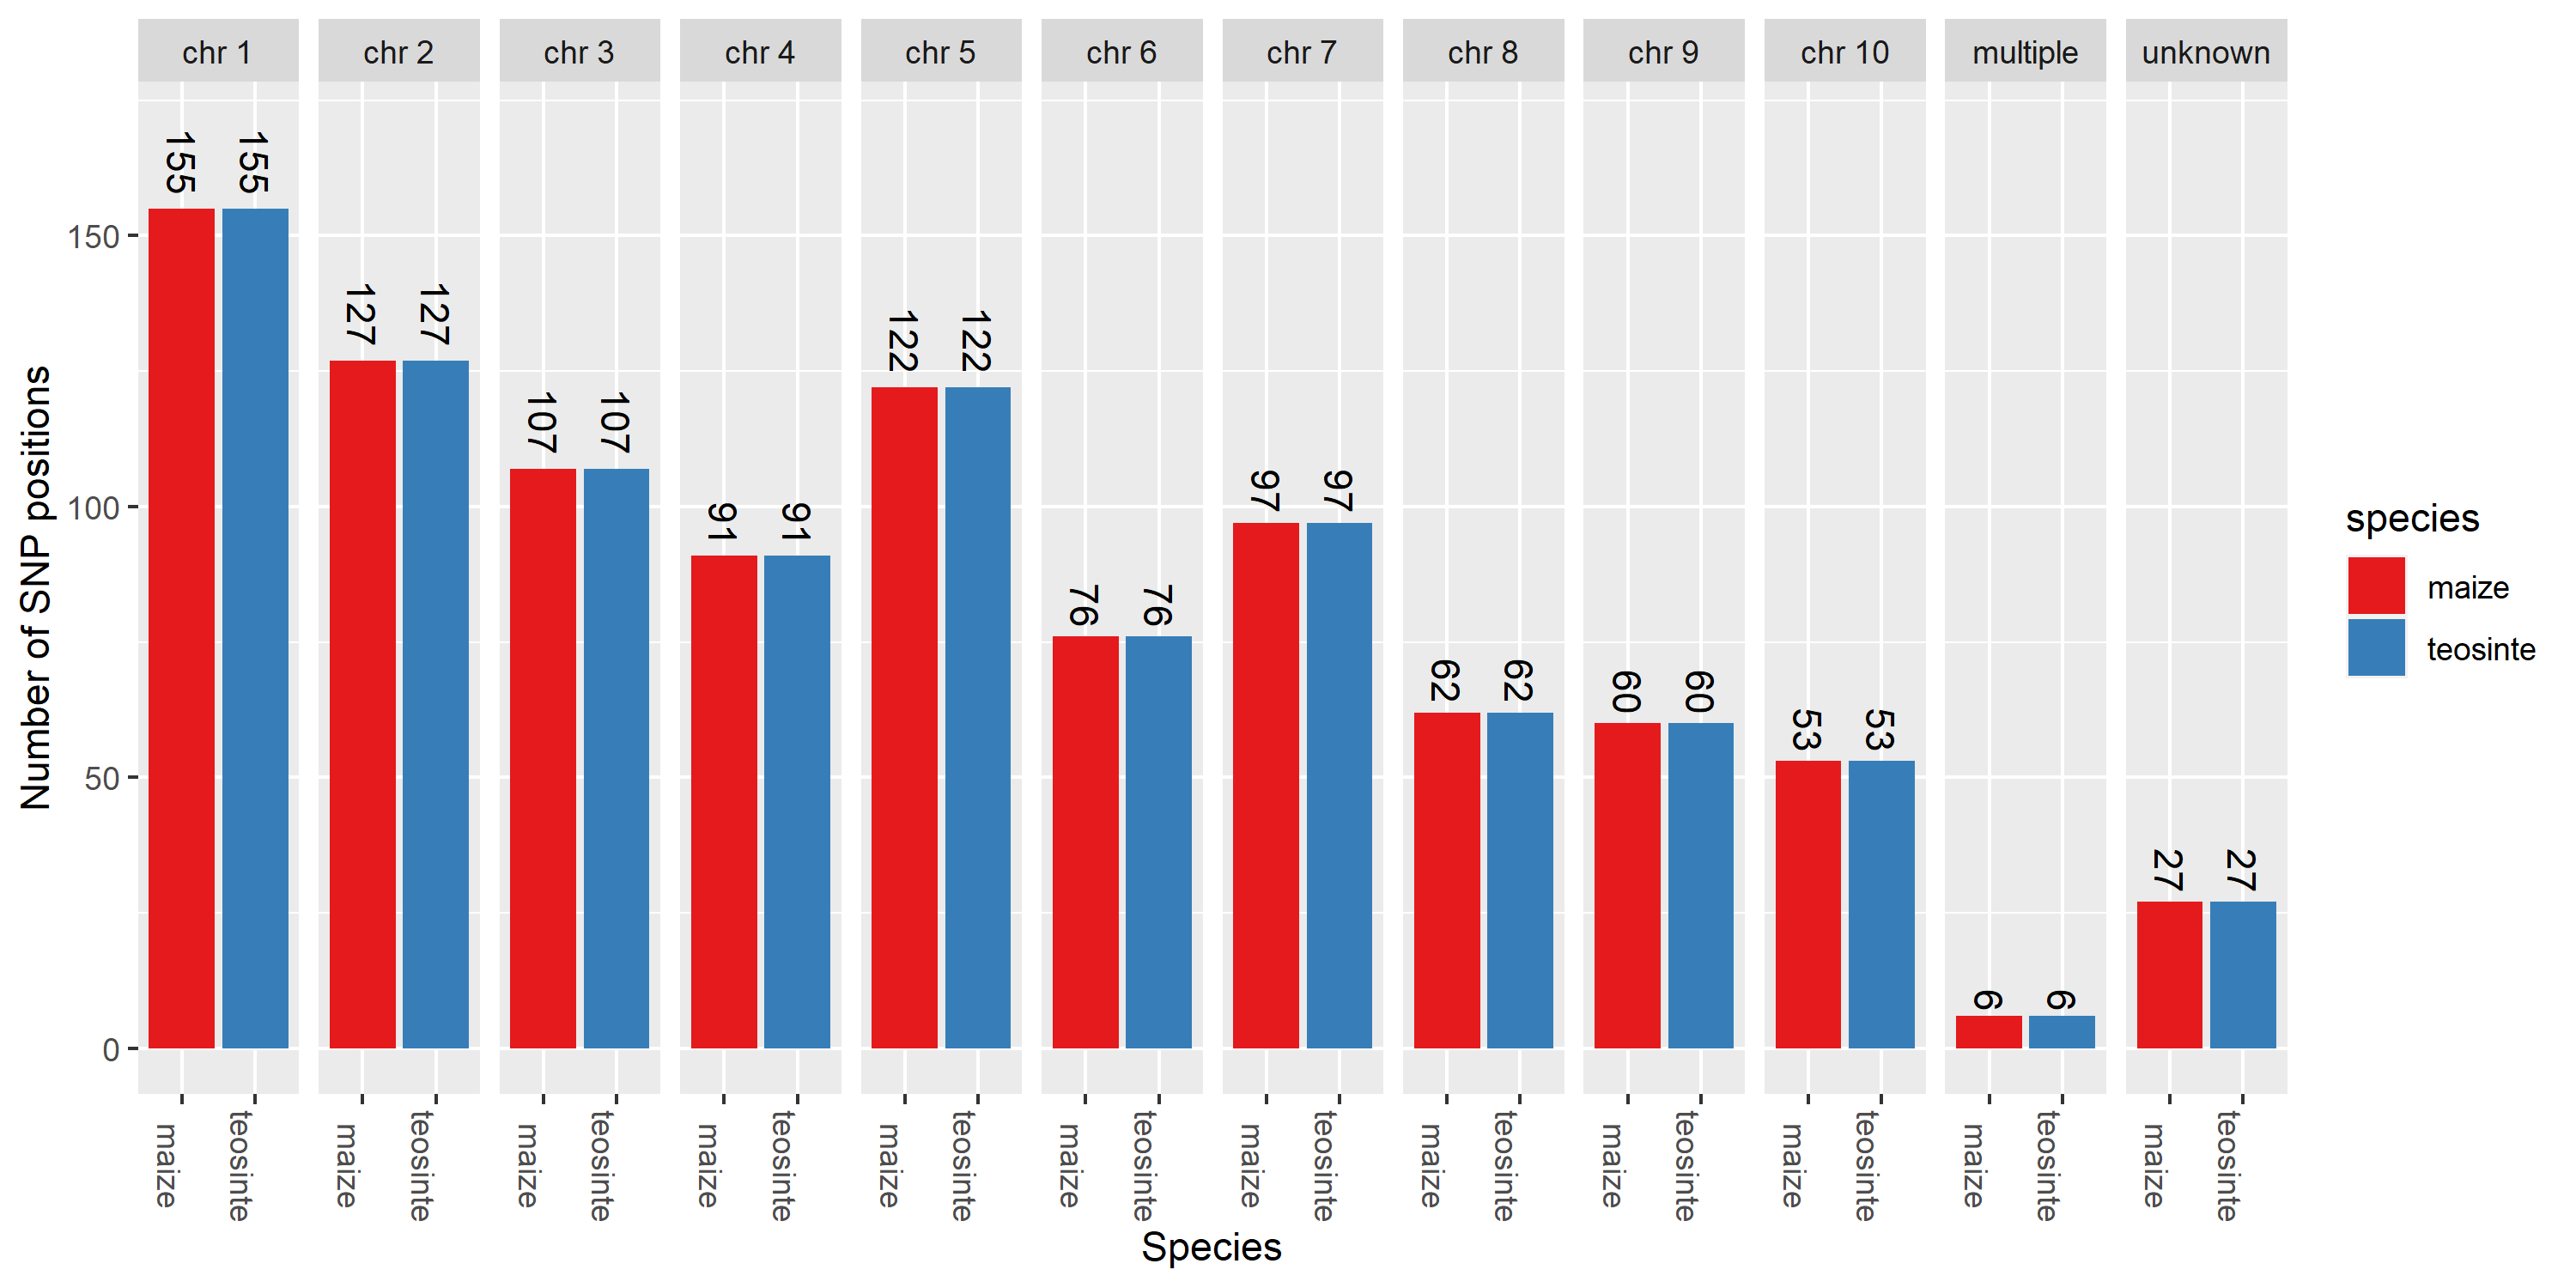 chr 1 chr 2 chr 3 chr 4 chr 5 chr 6 chr 7 chr 8 chr 9 chr 10 multiple unknown
Number of SNP positions
150
100
50
0
155 155 127 127 107 107 91 91 122 122 76 76 97 97 62 62 60 60 53 53 6 6 27 27
maize teosinte maize teosinte maize teosinte maize teosinte maize teosinte maize teosinte maize teosinte maize teosinte maize teosinte maize teosinte maize teosinte maize teosinte
Species
species
maize
teosinte